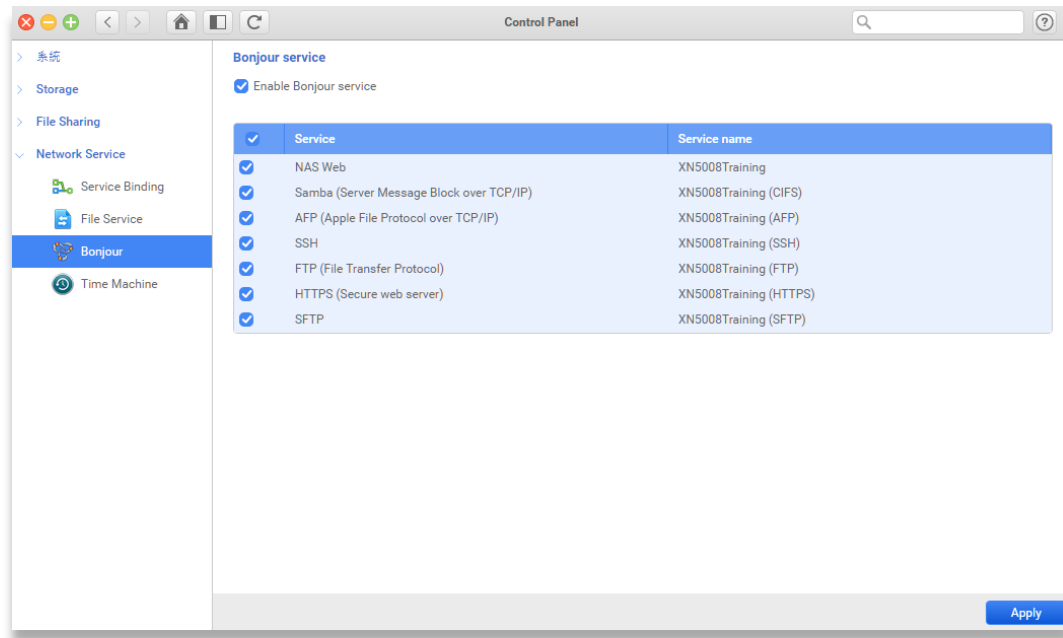 Control Panel
系統
Storage
File Sharing
Network Service
Service Binding
File Service
Bonjour
Time Machine
Bonjour service
Enable Bonjour service
Service Service name
NAS Web XN5008Training
Samba (Server Message Block over TCP/IP) XN5008Training (CIFS)
AFP (Apple File Protocol over TCP/IP) XN5008Training (AFP)
SSH XN5008Training (SSH)
FTP (File Transfer Protocol) XN5008Training (FTP)
HTTPS (Secure web server) XN5008Training (HTTPS)
SFTP XN5008Training (SFTP)
Apply